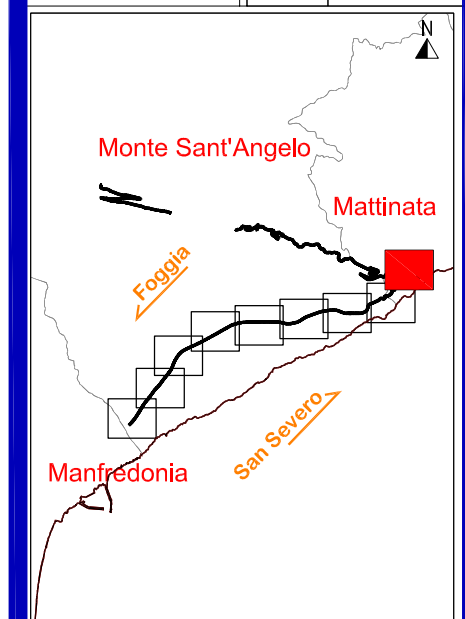 N
Monte Sant'Angelo
Mattinata
Foggia
San Severo
Manfredonia